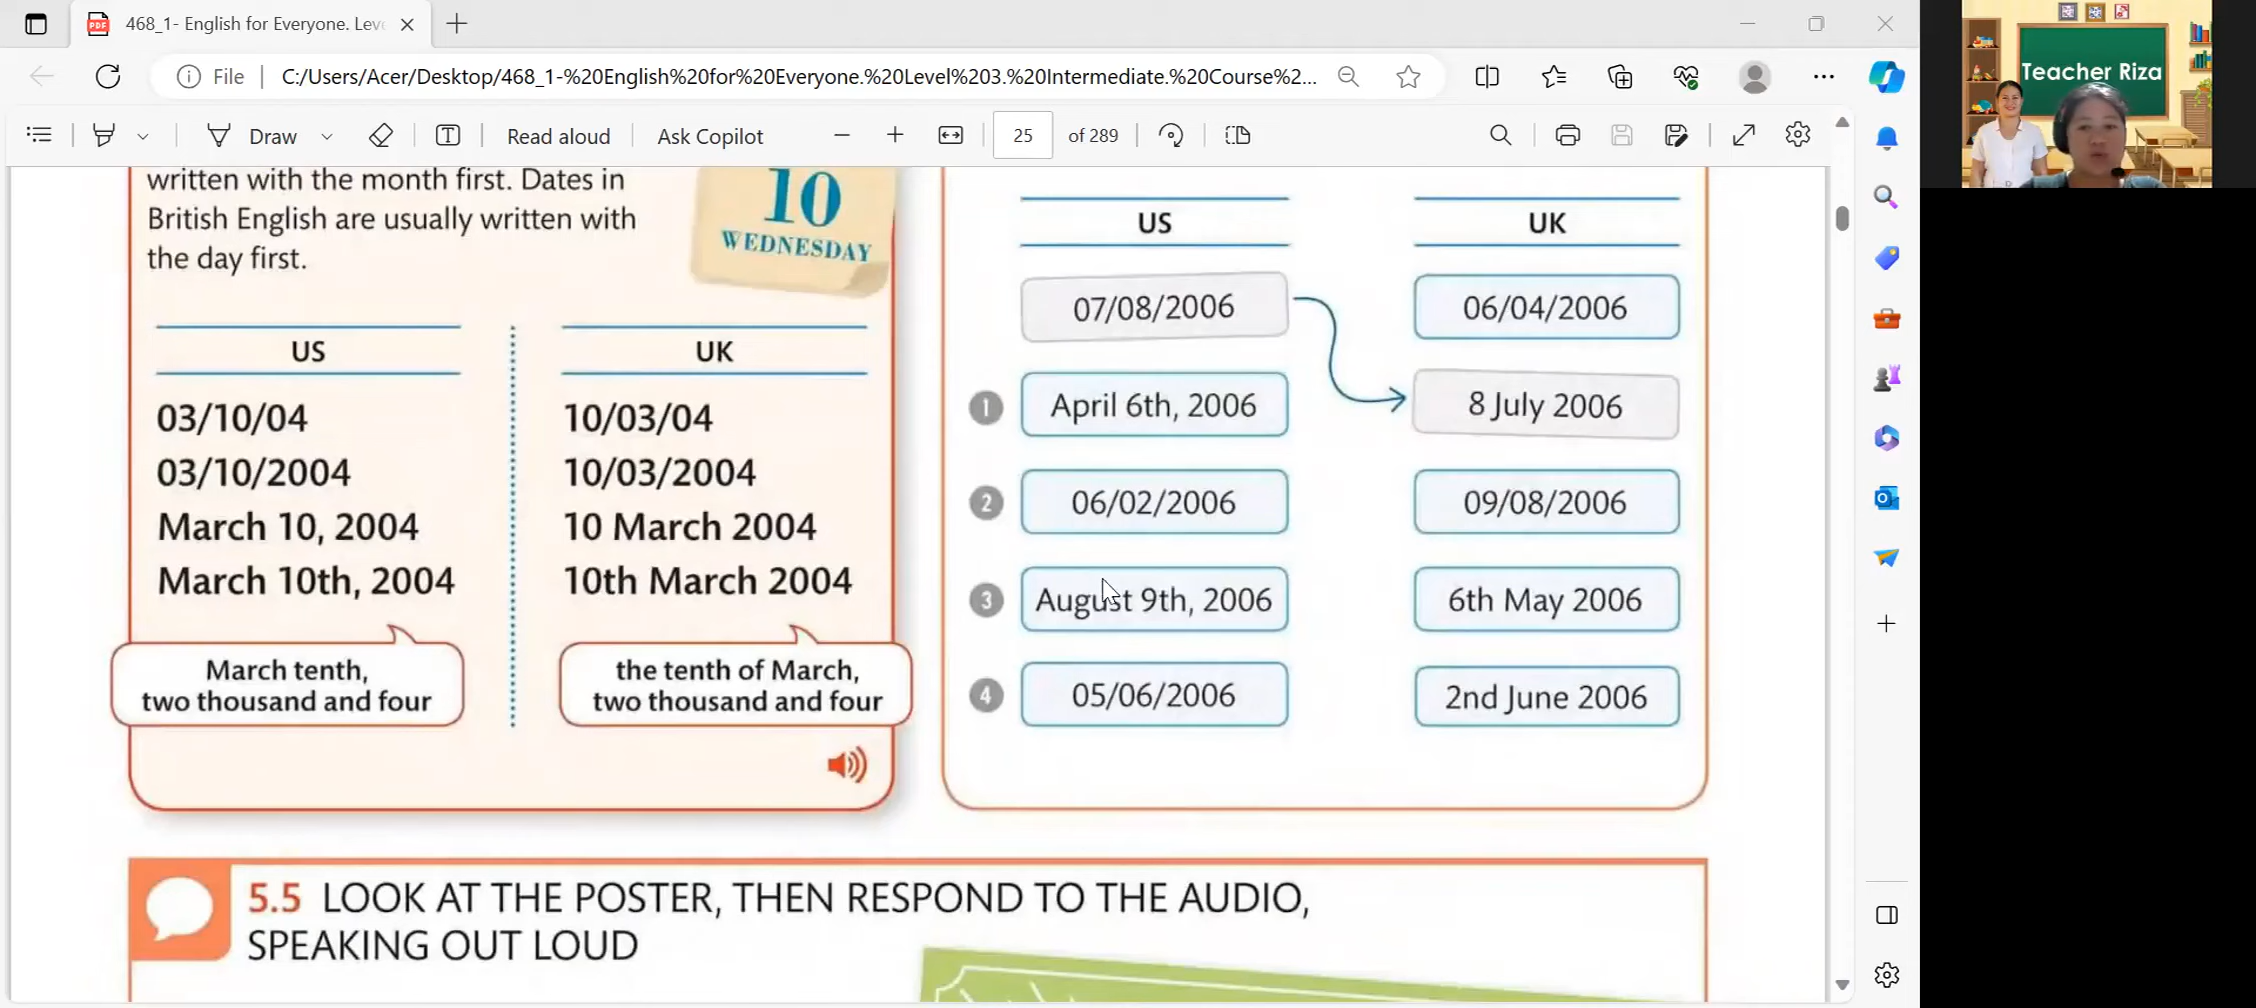 468_1- English for Everyone. Leve
File
C:/Users/Acer/Desktop/468_1-%20English%20for%20Everyone.%20Level%203.%20Intermediate.%20Course%2...
Draw
Read aloud
Ask Copilot
25
of 289
Teacher Riza
written with the month first. Dates in
British English are usually written with
the day first.
10
WEDNESDAY
US
UK
03/10/04
10/03/04
03/10/2004
10/03/2004
March 10, 2004
10 March 2004
March 10th, 2004
10th March 2004
March tenth,
two thousand and four
the tenth of March,
two thousand and four
US
UK
07/08/2006
06/04/2006
1
April 6th, 2006
8 July 2006
2
06/02/2006
09/08/2006
3
August 9th, 2006
6th May 2006
4
05/06/2006
2nd June 2006
5.5 LOOK AT THE POSTER, THEN RESPOND TO THE AUDIO,
SPEAKING OUT LOUD